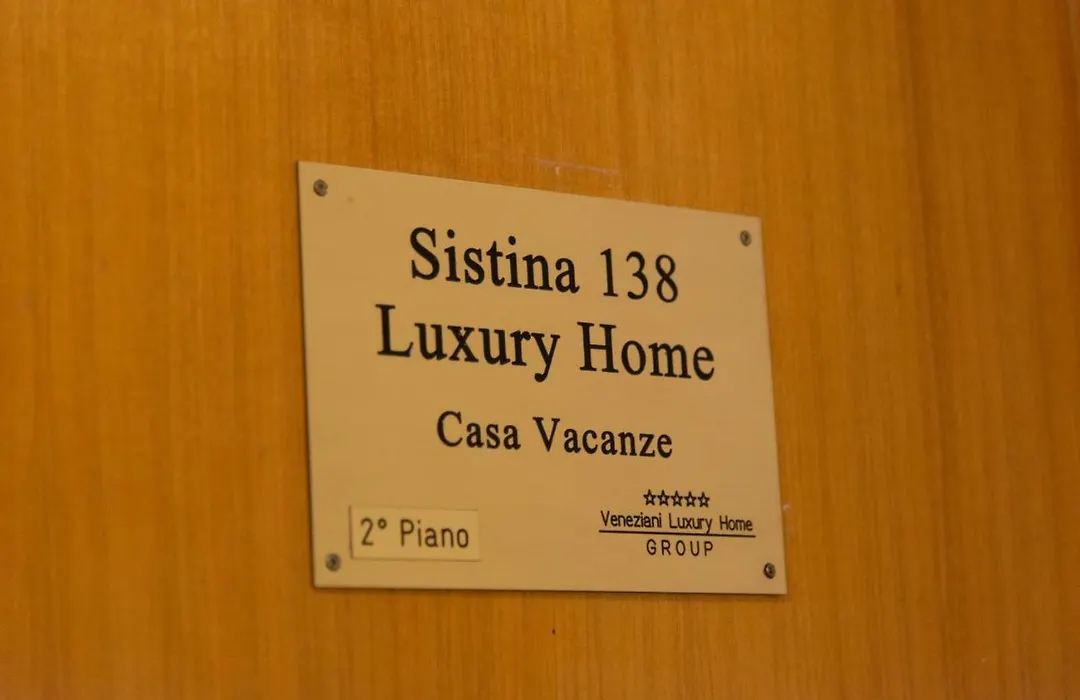 Sistina 138
Luxury Home
Casa Vacanze
2° Piano
☆☆☆☆☆
Veneziani Luxury Home
GROUP